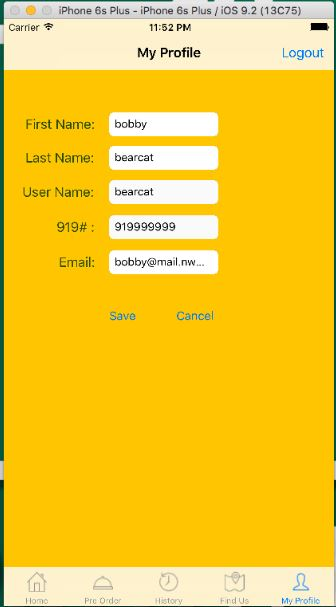 iPhone 6s Plus - iPhone 6s Plus / iOS 9.2 (13C75)
Carrier 11:52 PM
My Profile Logout
First Name: bobby
Last Name: bearcat
User Name: bearcat
919# : 919999999
Email: bobby@mail.nw...
Save Cancel
Home Pre Order History Find Us My Profile